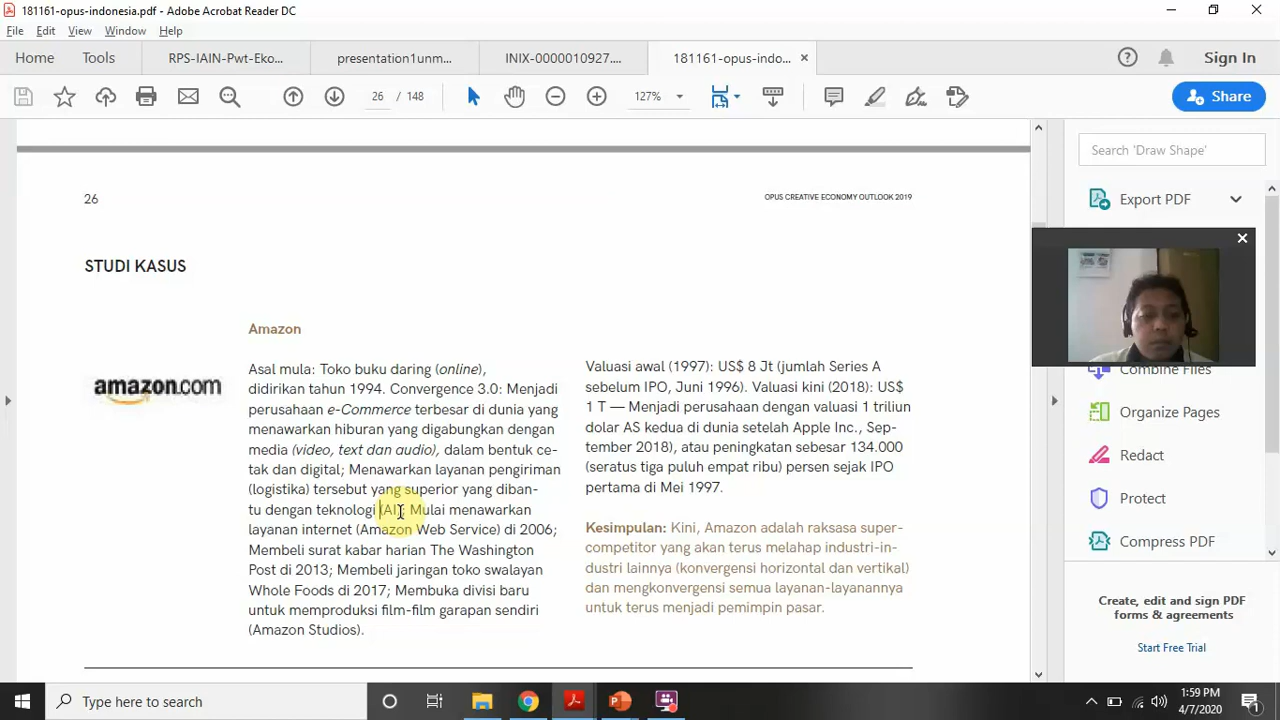 181161-opus-indonesia.pdf - Adobe Acrobat Reader DC
File Edit View Window Help
Home Tools RPS-IAIN-Pwt-Eko... presentation1unm... INIX-0000010927.... 181161-opus-indo... Sign In
26 / 148 127% Share
26 OPUS CREATIVE ECONOMY OUTLOOK 2019
STUDI KASUS
amazon.com
Amazon
Asal mula: Toko buku daring (online),
didirikan tahun 1994. Convergence 3.0: Menjadi
perusahaan e-Commerce terbesar di dunia yang
menawarkan hiburan yang digabungkan dengan
media (video, text dan audio), dalam bentuk ce-
tak dan digital; Menawarkan layanan pengiriman
(logistika) tersebut yang superior yang diban-
tu dengan teknologi (AI); Mulai menawarkan
layanan internet (Amazon Web Service) di 2006;
Membeli surat kabar harian The Washington
Post di 2013; Membeli jaringan toko swalayan
Whole Foods di 2017; Membuka divisi baru
untuk memproduksi film-film garapan sendiri
(Amazon Studios).
Valuasi awal (1997): US$ 8 Jt (jumlah Series A
sebelum IPO, Juni 1996). Valuasi kini (2018): US$
1 T — Menjadi perusahaan dengan valuasi 1 triliun
dolar AS kedua di dunia setelah Apple Inc., Sep-
tember 2018), atau peningkatan sebesar 134.000
(seratus tiga puluh empat ribu) persen sejak IPO
pertama di Mei 1997.
Kesimpulan: Kini, Amazon adalah raksasa super-
competitor yang akan terus melahap industri-in-
dustri lainnya (konvergensi horizontal dan vertikal)
dan mengkonvergensi semua layanan-layanannya
untuk terus menjadi pemimpin pasar.
Search 'Draw Shape'
Export PDF
Combine Files
Organize Pages
Redact
Protect
Compress PDF
Create, edit and sign PDF
forms & agreements
Start Free Trial
Type here to search
1:59 PM
4/7/2020
1